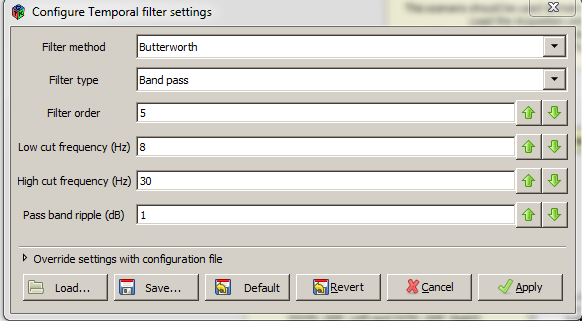 Configure Temporal filter settings
Filter method Butterworth
Filter type Band pass
Filter order 5
Low cut frequency (Hz) 8
High cut frequency (Hz) 30
Pass band ripple (dB) 1
Override settings with configuration file
Load... Save... Default Revert Cancel Apply